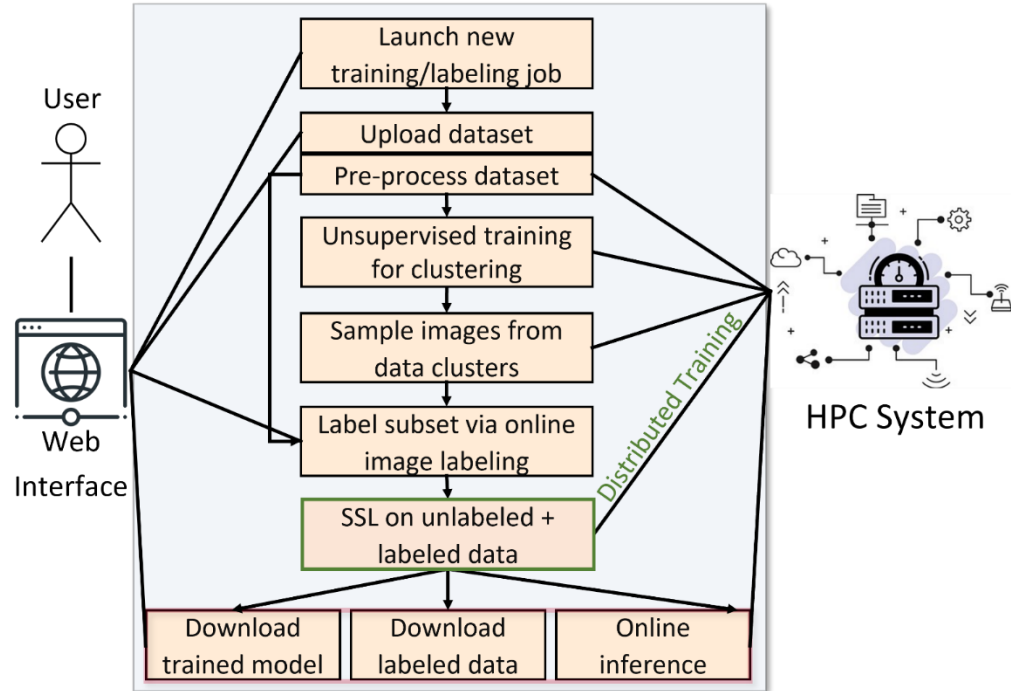 Launch new
training/labeling job
User
Upload dataset
Pre-process dataset
Unsupervised training
for clustering
Sample images from
data clusters
Distributed Training
HPC System
Web
Interface
Label subset via online
image labeling
SSL on unlabeled +
labeled data
Download
trained model
Download
labeled data
Online
inference